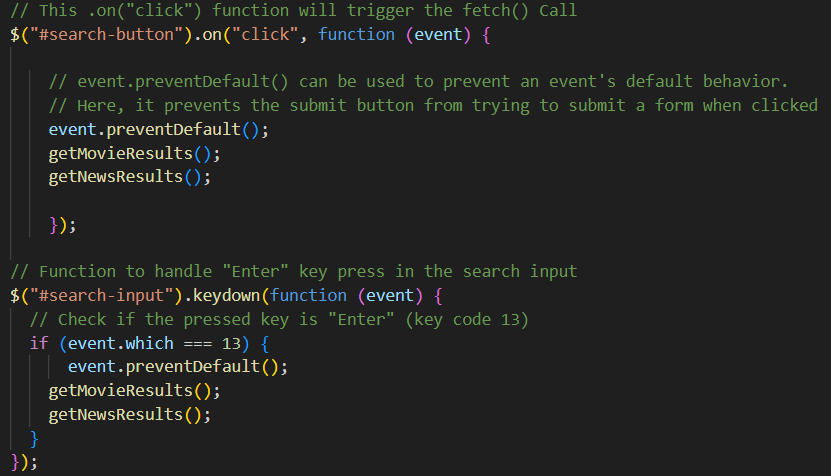 // This .on("click") function will trigger the fetch() Call
$("#search-button").on("click", function (event) {
// event.preventDefault() can be used to prevent an event's default behavior.
// Here, it prevents the submit button from trying to submit a form when clicked
event.preventDefault();
getMovieResults();
getNewsResults();
});
// Function to handle "Enter" key press in the search input
$("#search-input").keydown(function (event) {
// Check if the pressed key is "Enter" (key code 13)
if (event.which === 13) {
event.preventDefault();
getMovieResults();
getNewsResults();
}
});